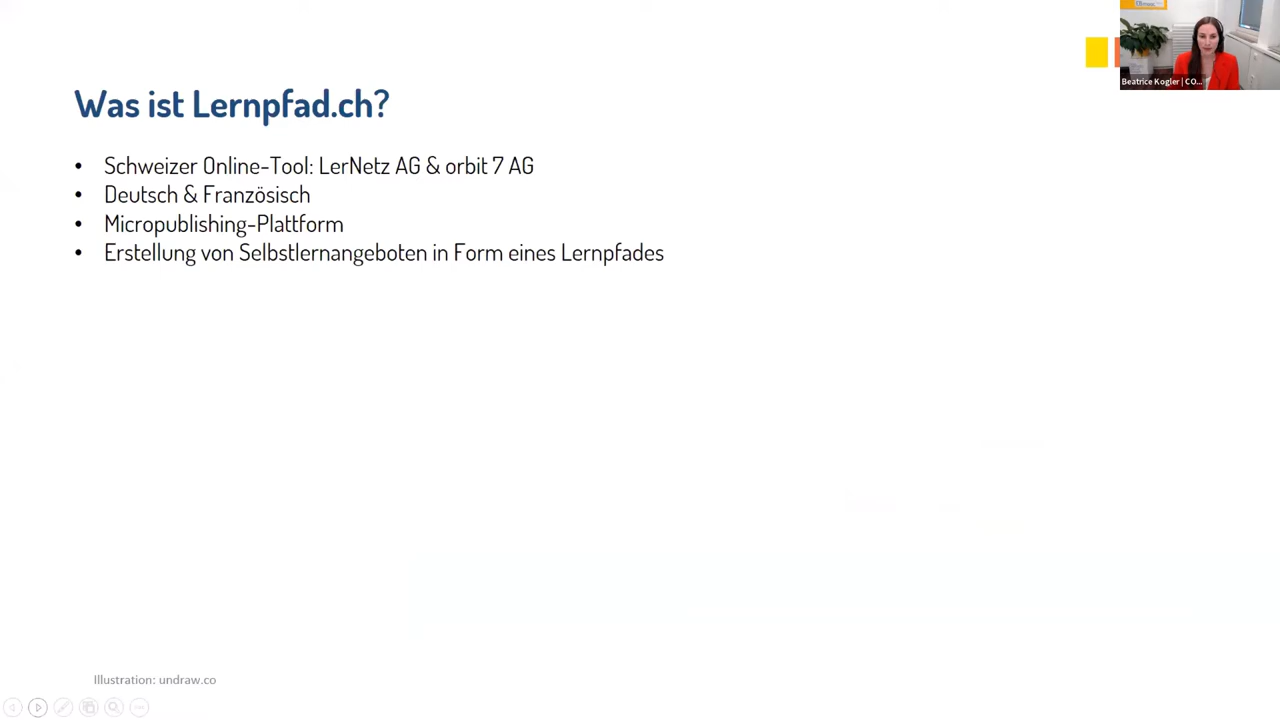 Was ist Lernpfad.ch?
• Schweizer Online-Tool: LerNetz AG & orbit 7 AG
• Deutsch & Französisch
• Micropublishing-Plattform
• Erstellung von Selbstlernangeboten in Form eines Lernpfades
Beatrice Kogler | CO...
Illustration: undraw.co